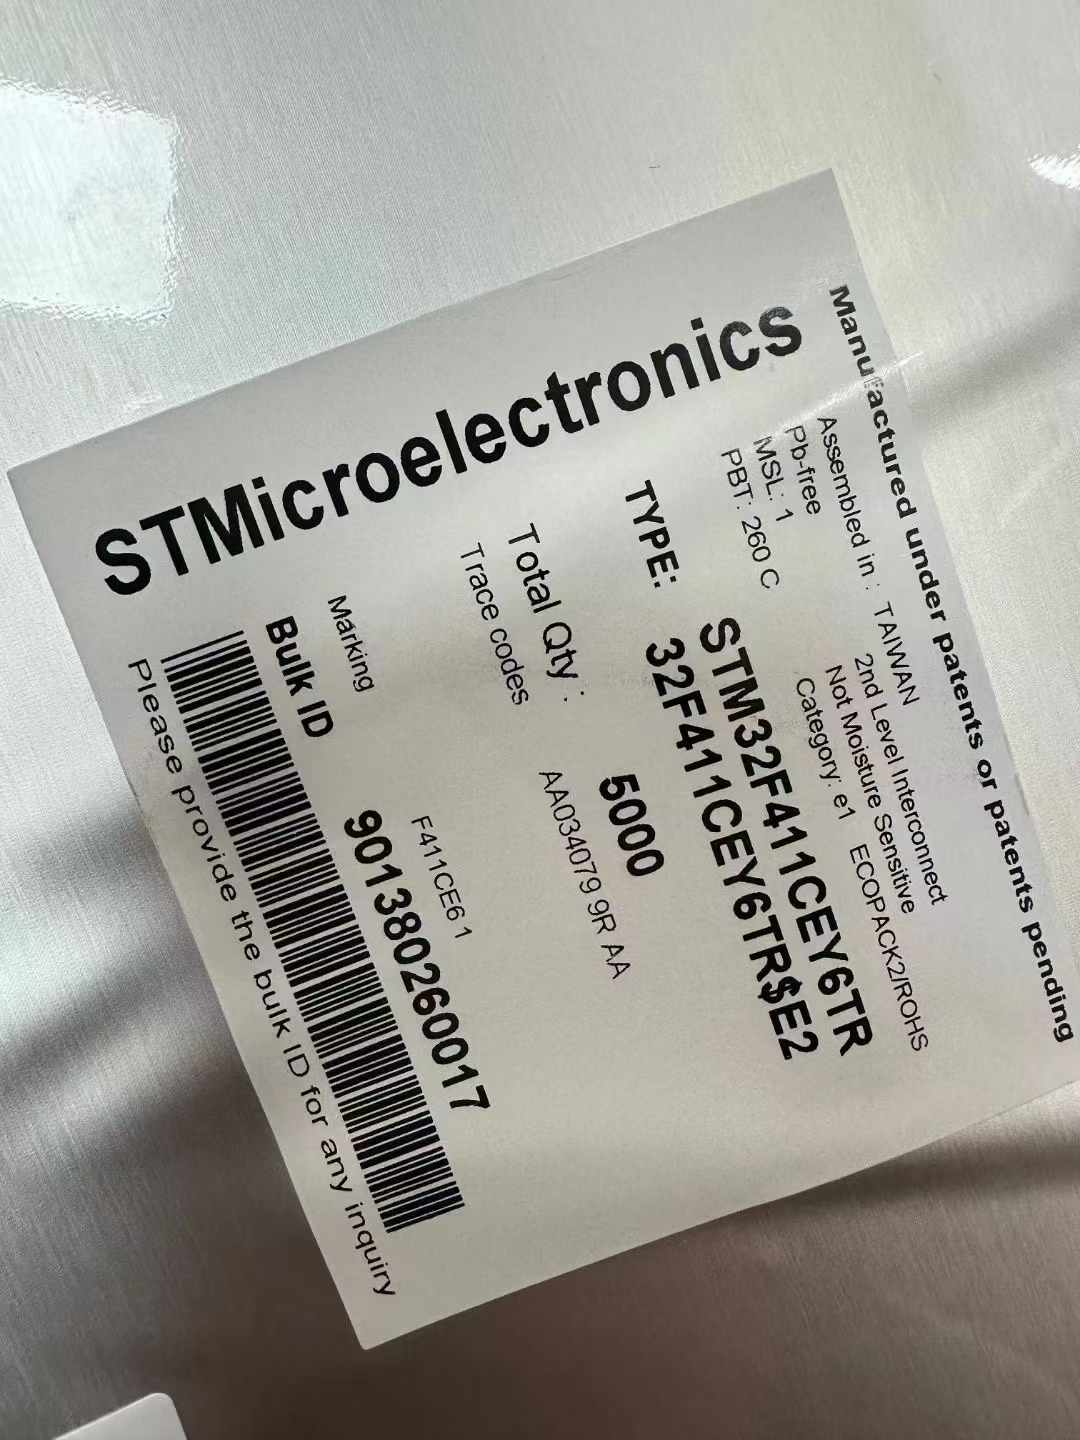 Manufactured under patents or patents pending
Assembled in : TAIWAN
Pb-free 2nd Level Interconnect
MSL: 1 Not Moisture Sensitive
PBT: 260 C Category: e1 ECOPACK2/ROHS
TYPE: STM32F411CEY6TR
32F411CEY6TR$E2
Total Qty : 5000
Trace codes AA034079 9R AA
Marking F411CE6 1
Bulk ID 901380260017
Please provide the bulk ID for any inquiry
STMicroelectronics